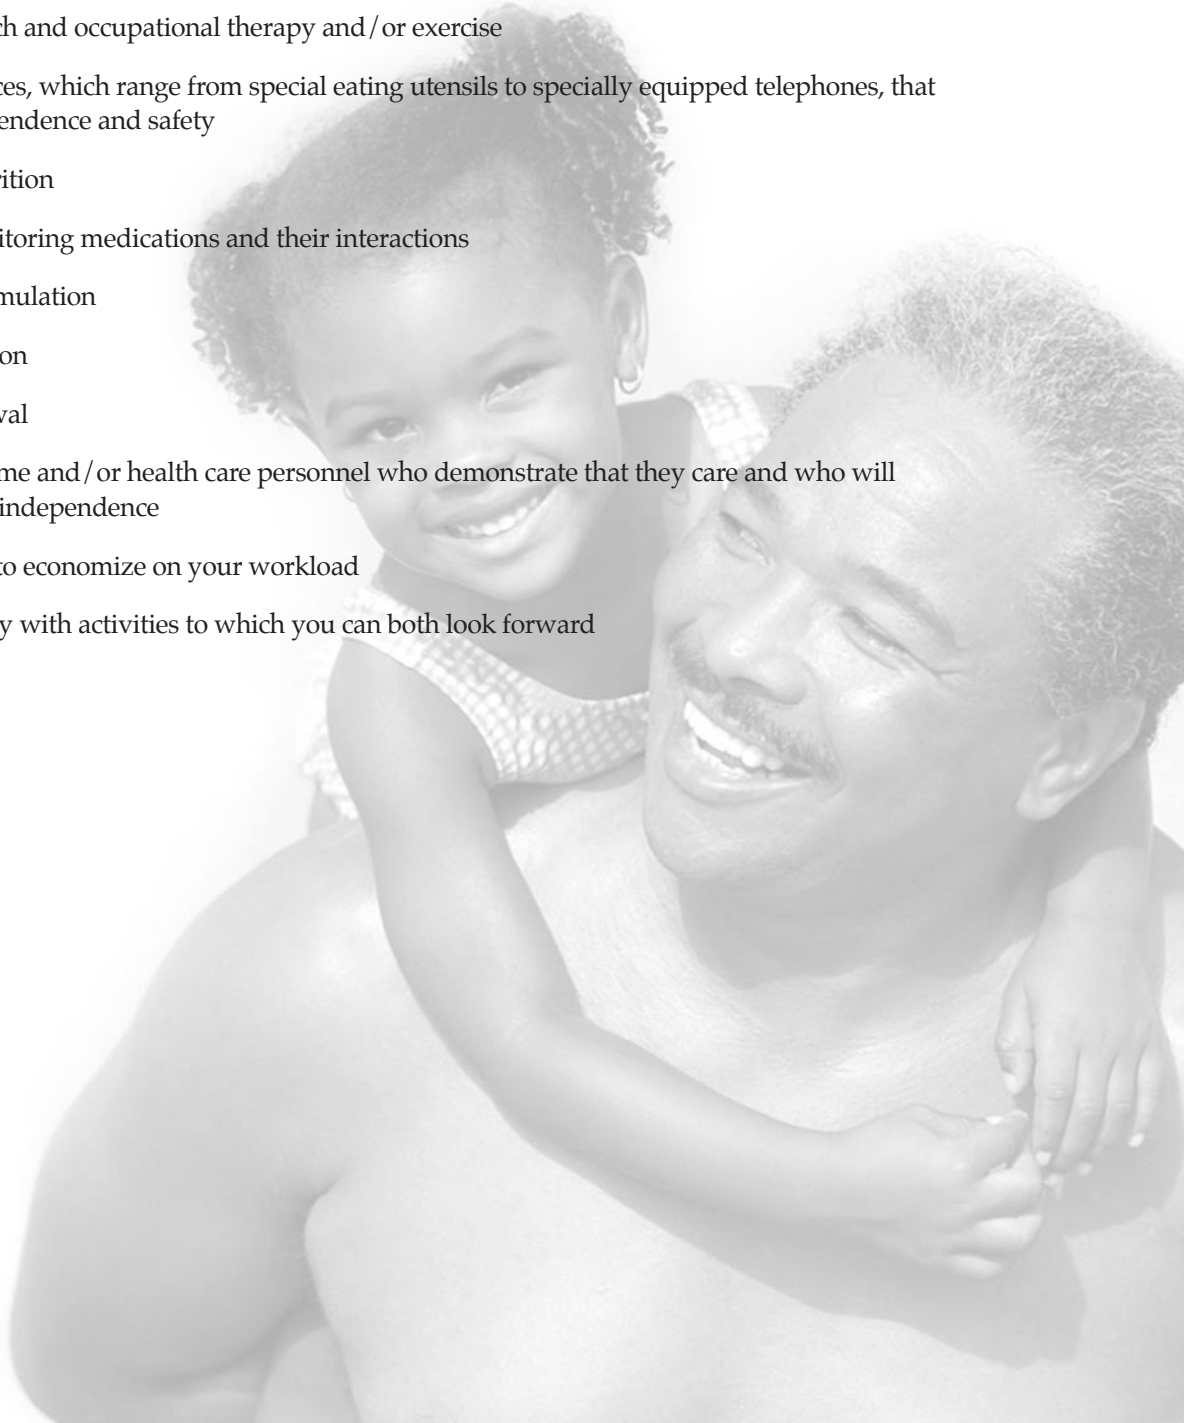 ch and occupational therapy and/or exercise
ces, which range from special eating utensils to specially equipped telephones, that
endence and safety
ition
itoring medications and their interactions
mulation
on
wal
me and/or health care personnel who demonstrate that they care and who will
independence
to economize on your workload
y with activities to which you can both look forward